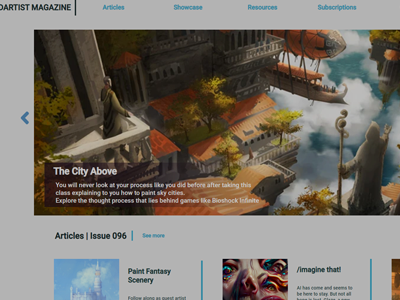 DARTIST MAGAZINE
Articles
Showcase
Resources
Subscriptions
The City Above
You will never look at your process like you did befors after taking this
class explaining to you how to paint sky cities.
Explore the thought process that lies behind games like Bioshock Infinite
Articles | Issue 096
See more
Paint Fantasy
Scenery
Follow along as guest artist
/imagine that!
AI has come and seems to
be here to stay. But not all